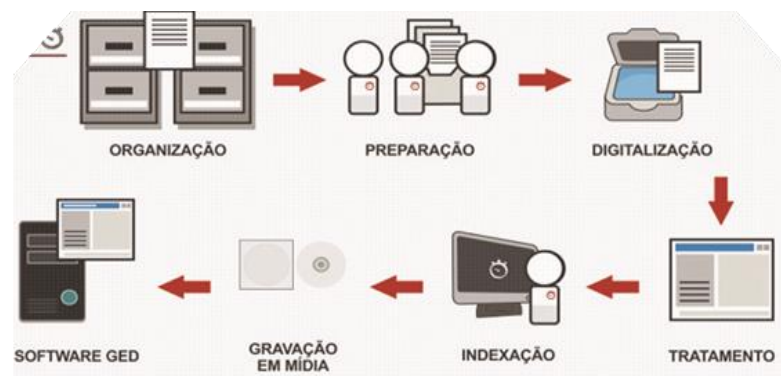 ORGANIZAÇÃO
PREPARAÇÃO
DIGITALIZAÇÃO
TRATAMENTO
INDEXAÇÃO
GRAVAÇÃO
EM MÍDIA
SOFTWARE GED